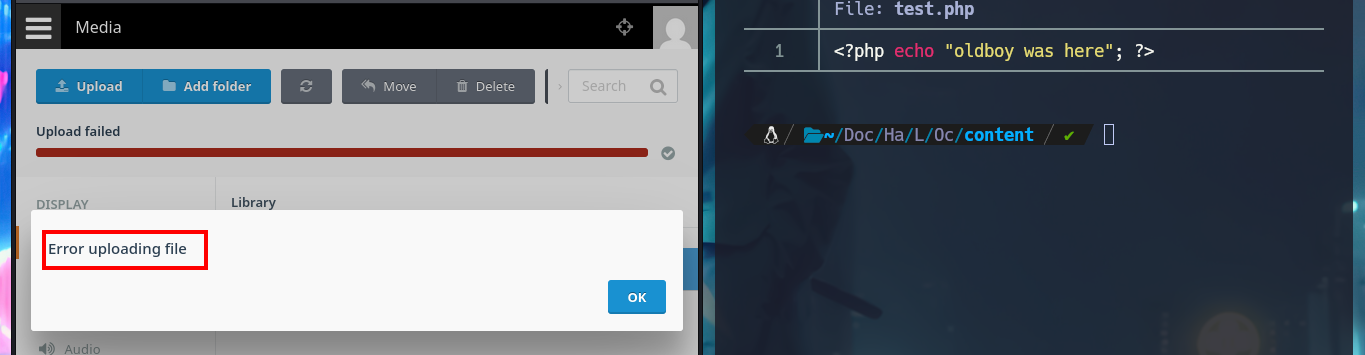 Media
Upload Add folder Move Delete › Search
Upload failed
DISPLAY
Library
Error uploading file
OK
Audio
File: test.php
1 <?php echo "oldboy was here"; ?>
~/Doc/Ha/L/Oc/content / ✔